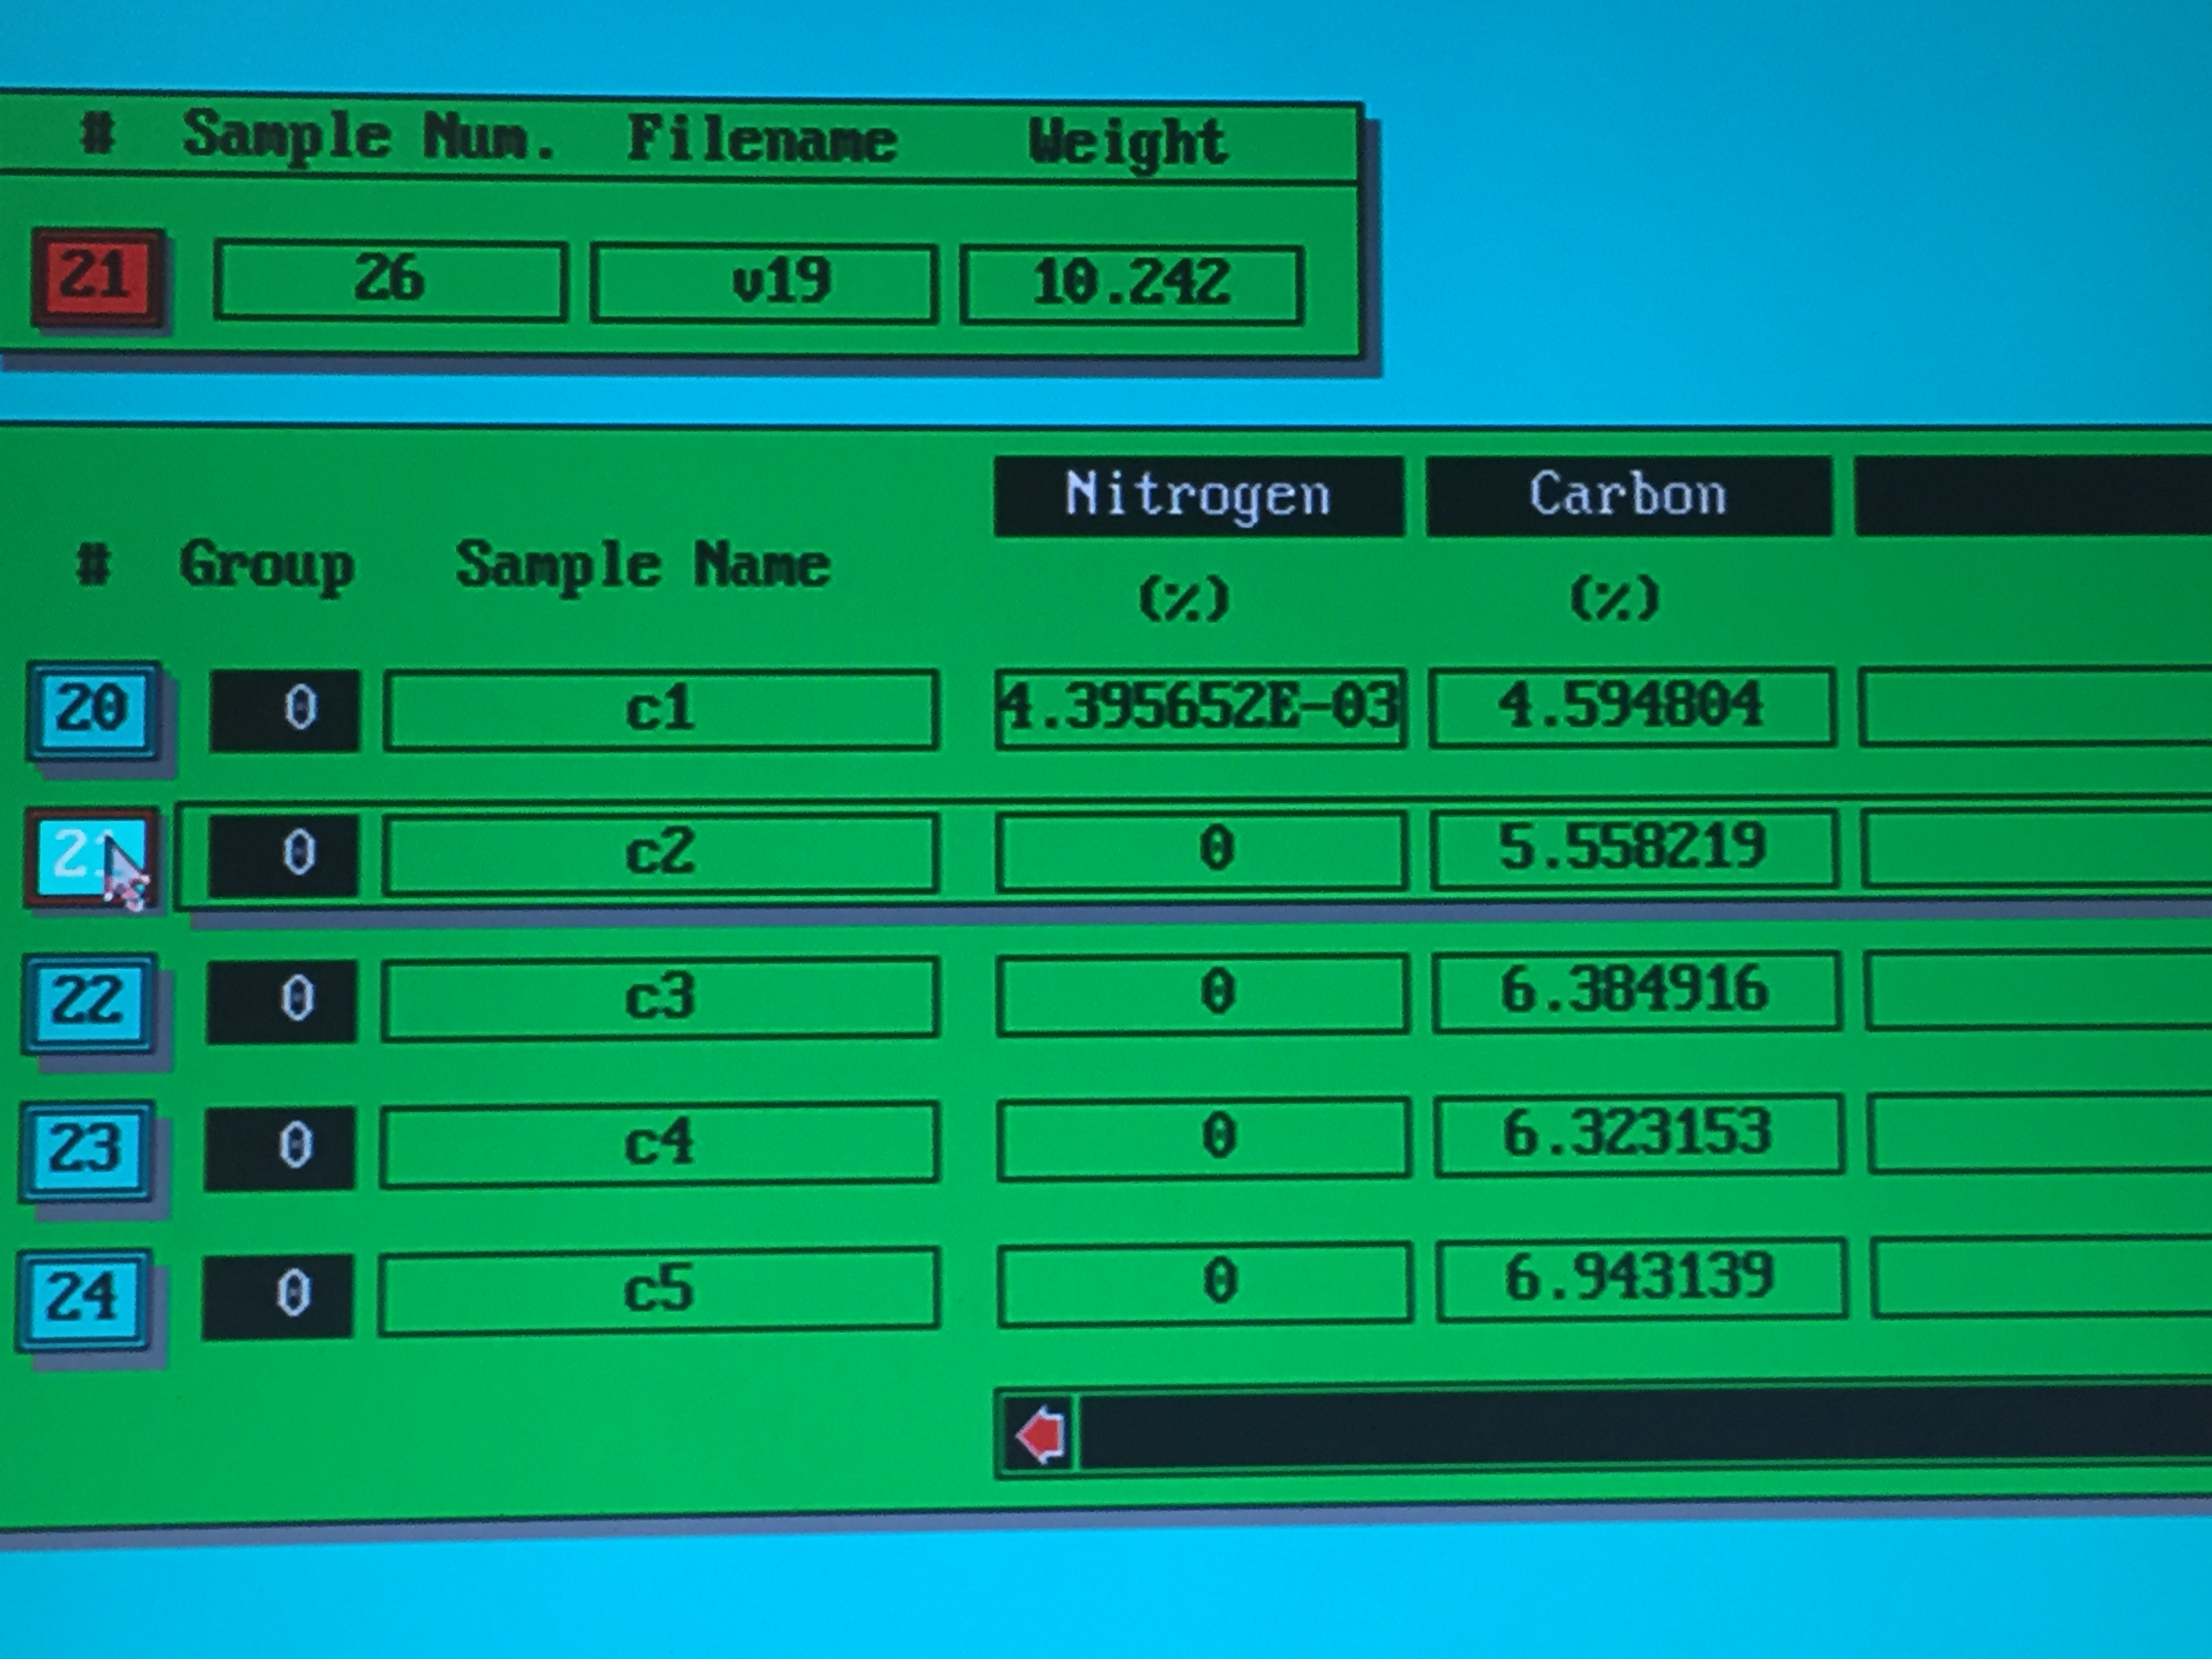 # Sample Num. Filename Weight
21 26 v19 10.242
Nitrogen Carbon
# Group Sample Name (%) (%)
20 0 c1 4.395652E-03 4.594804
21 0 c2 0 5.558219
22 0 c3 0 6.384916
23 0 c4 0 6.323153
24 0 c5 0 6.943139